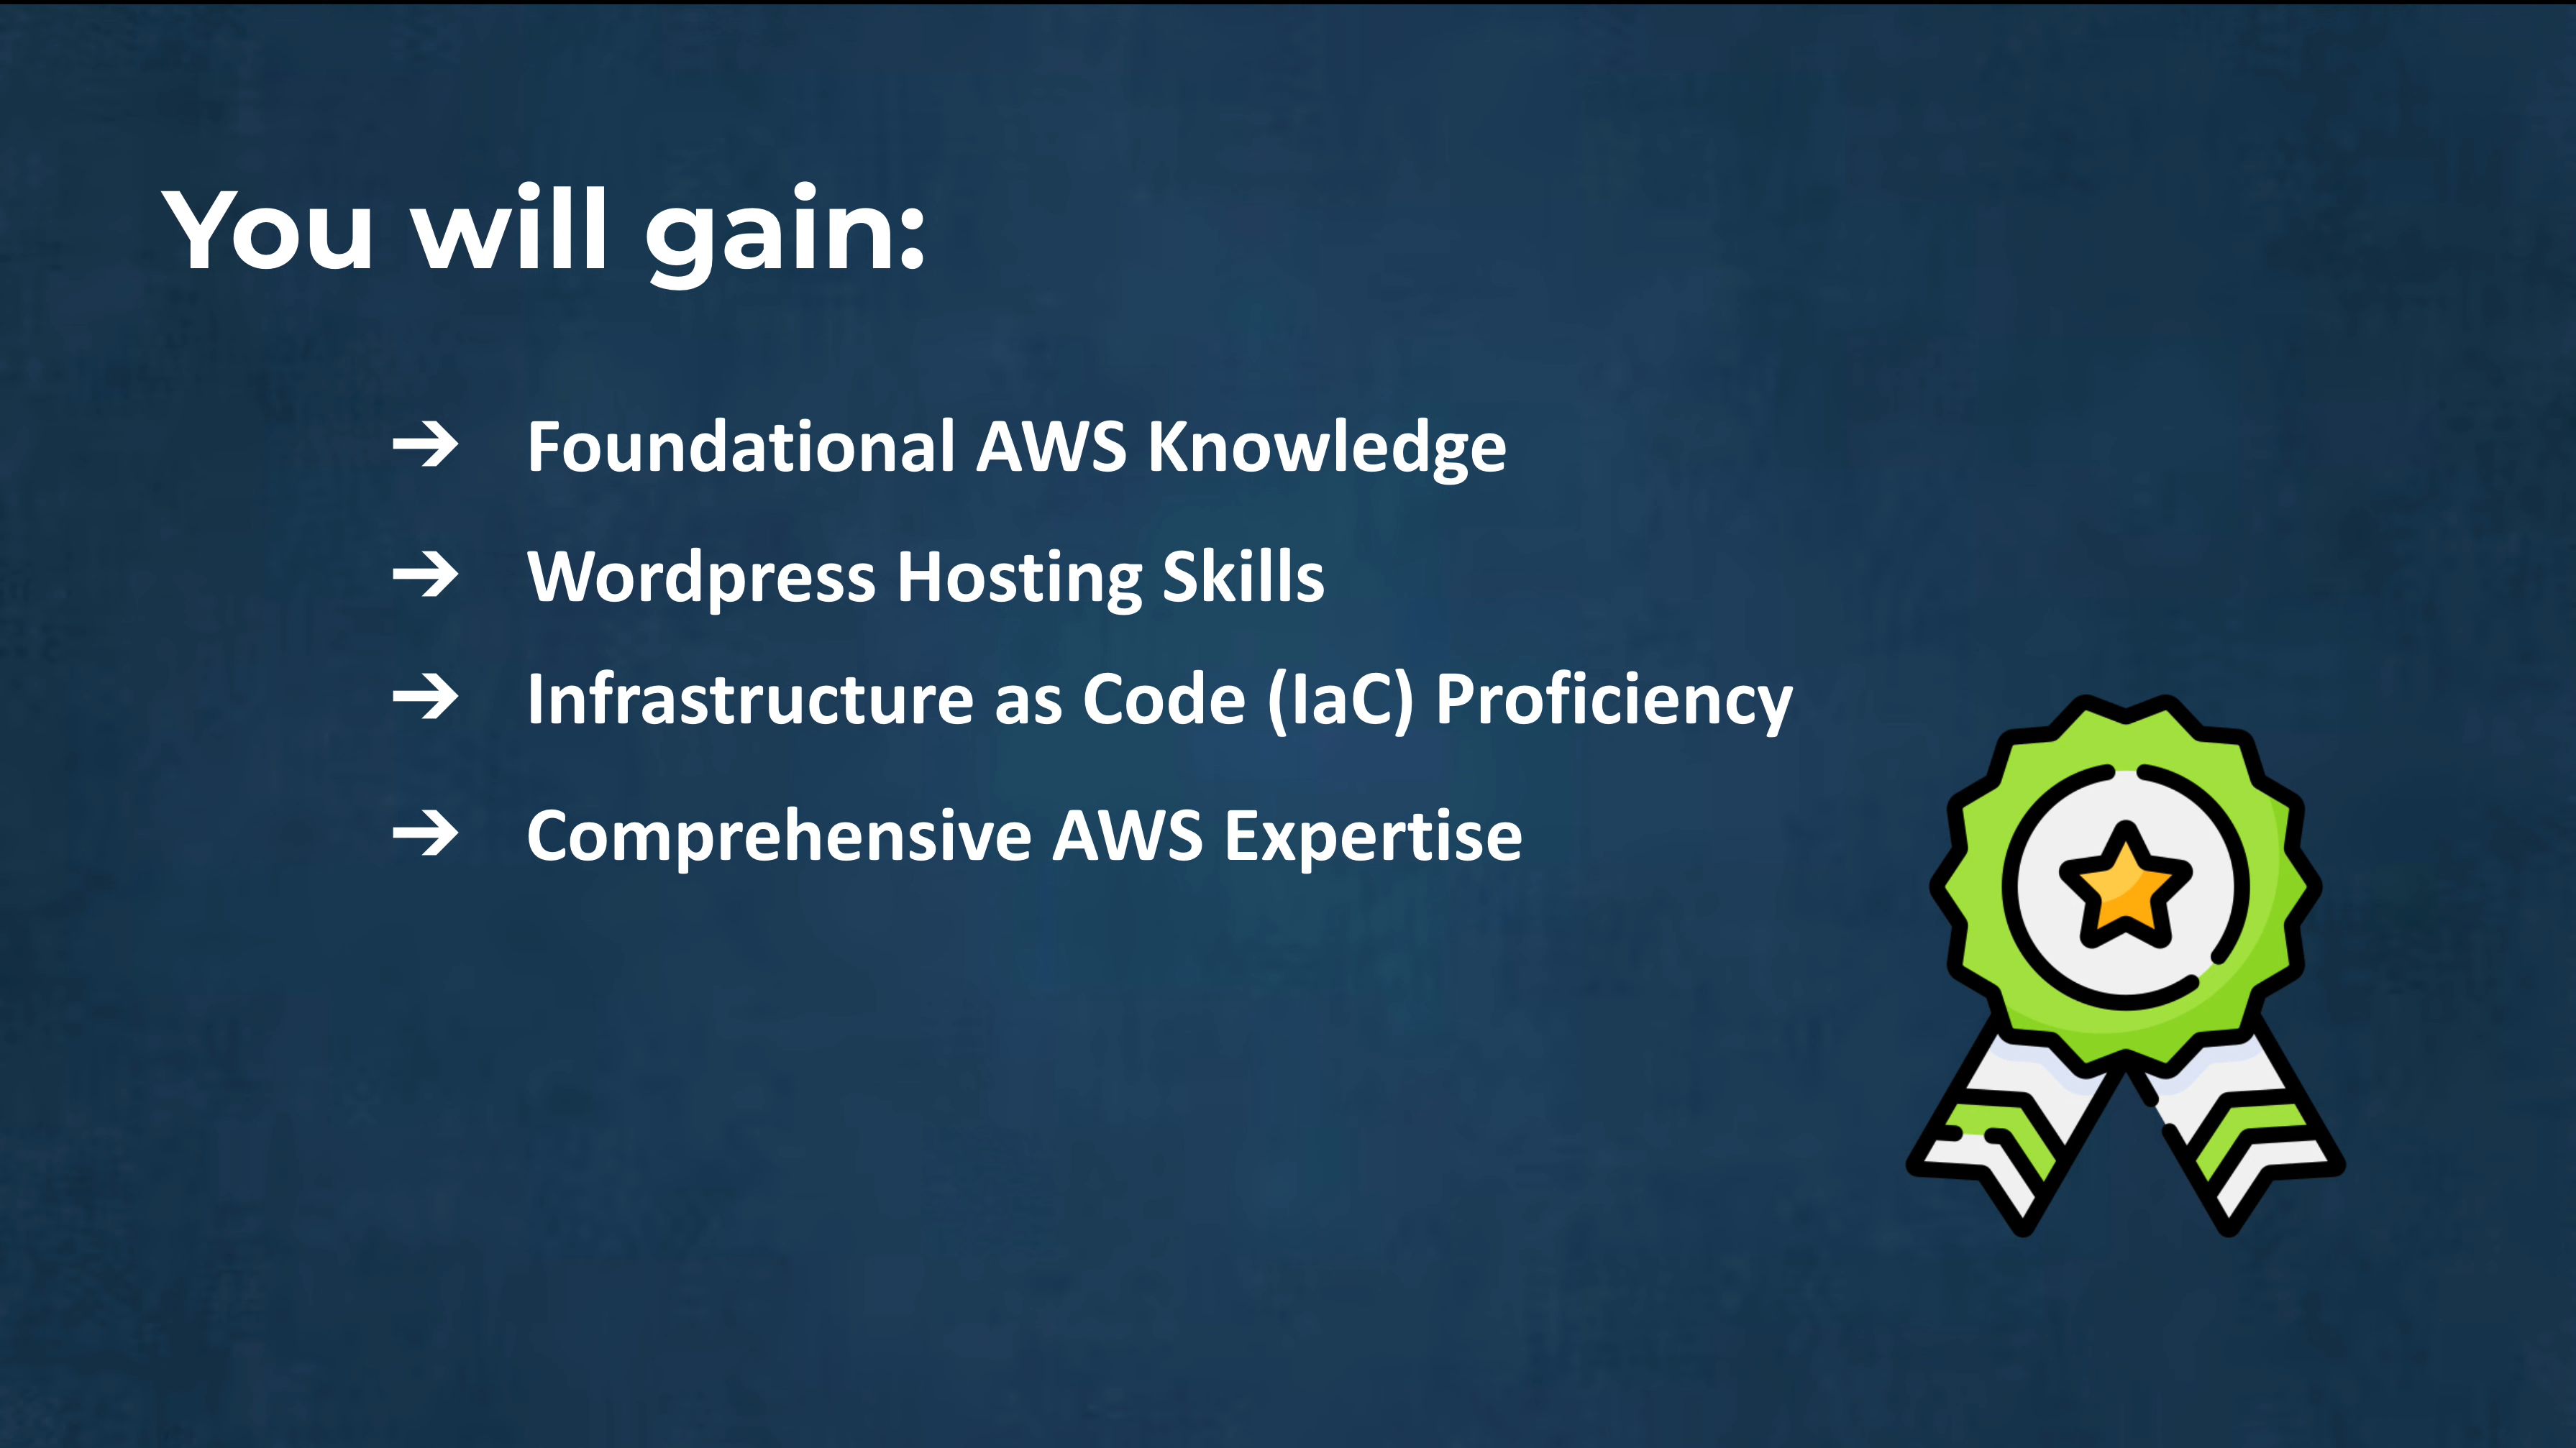 You will gain:
➔ Foundational AWS Knowledge
➔ Wordpress Hosting Skills
➔ Infrastructure as Code (IaC) Proficiency
➔ Comprehensive AWS Expertise